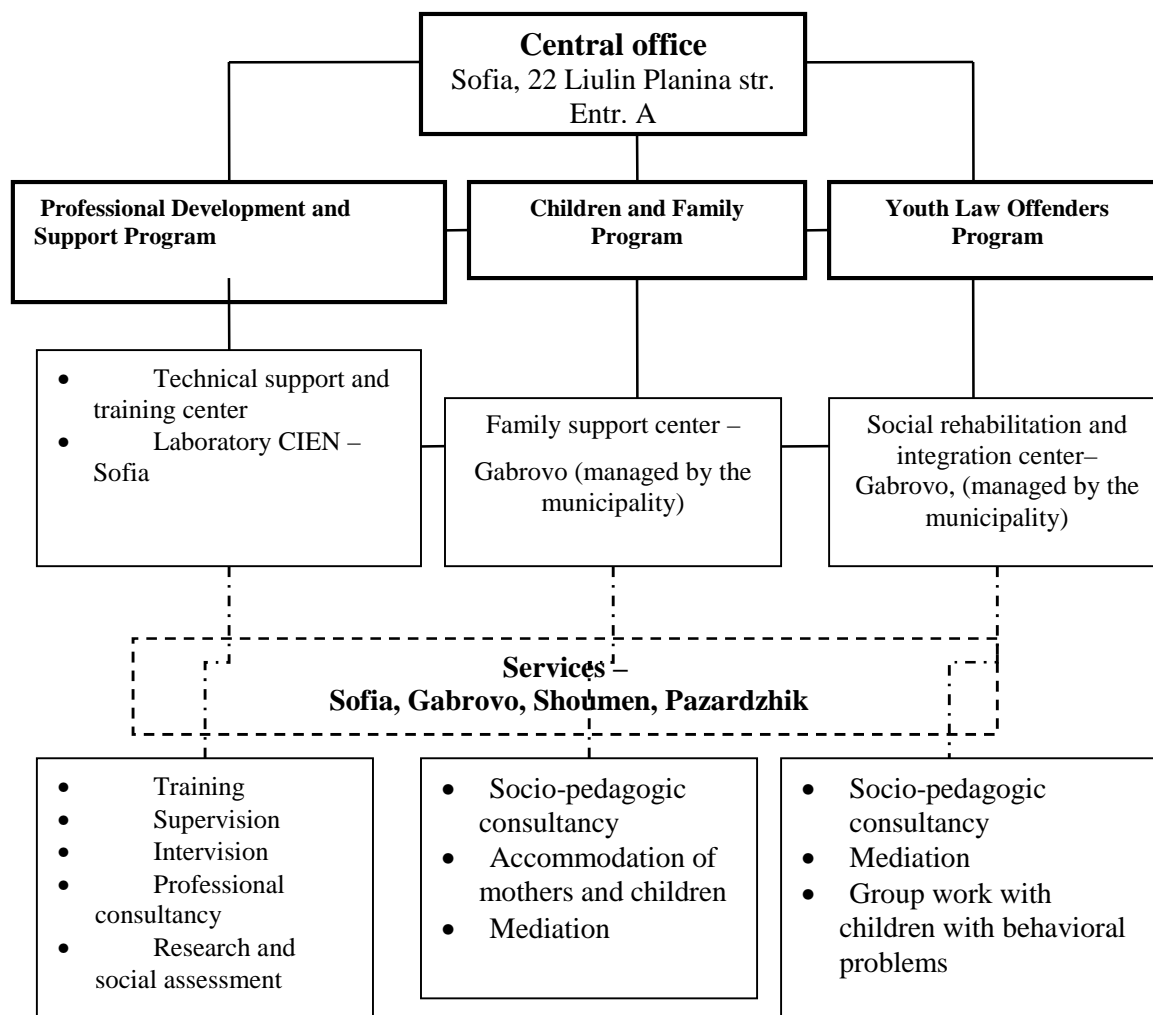 Central office
Sofia, 22 Liulin Planina str.
Entr. A
Professional Development and
Support Program
Children and Family
Program
Youth Law Offenders
Program
• Technical support and
training center
• Laboratory CIEN –
Sofia
Family support center –
Gabrovo (managed by the
municipality)
Social rehabilitation and
integration center–
Gabrovo, (managed by the
municipality)
Services –
Sofia, Gabrovo, Shoumen, Pazardzhik
• Training
• Supervision
• Intervision
• Professional
consultancy
• Research and
social assessment
• Socio-pedagogic
consultancy
• Accommodation of
mothers and children
• Mediation
• Socio-pedagogic
consultancy
• Mediation
• Group work with
children with behavioral
problems